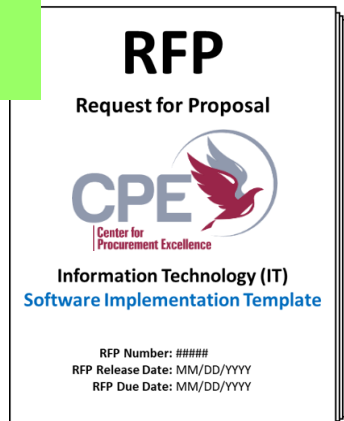 RFP
Request for Proposal
CPE
Center for
Procurement Excellence
Information Technology (IT)
Software Implementation Template
RFP Number: #####
RFP Release Date: MM/DD/YYYY
RFP Due Date: MM/DD/YYYY